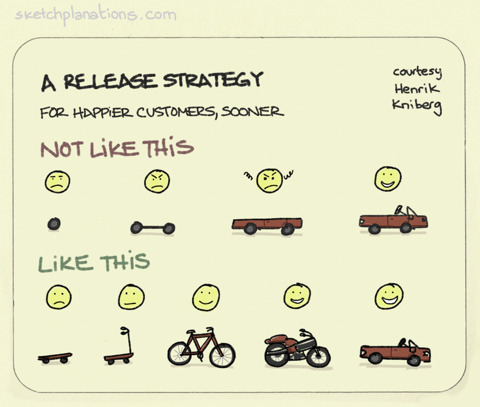 sketchplanations.com
A RELEASE STRATEGY
FOR HAPPIER CUSTOMERS, SOONER
courtesy
Henrik
Kniberg
NOT LIKE THIS
LIKE THIS